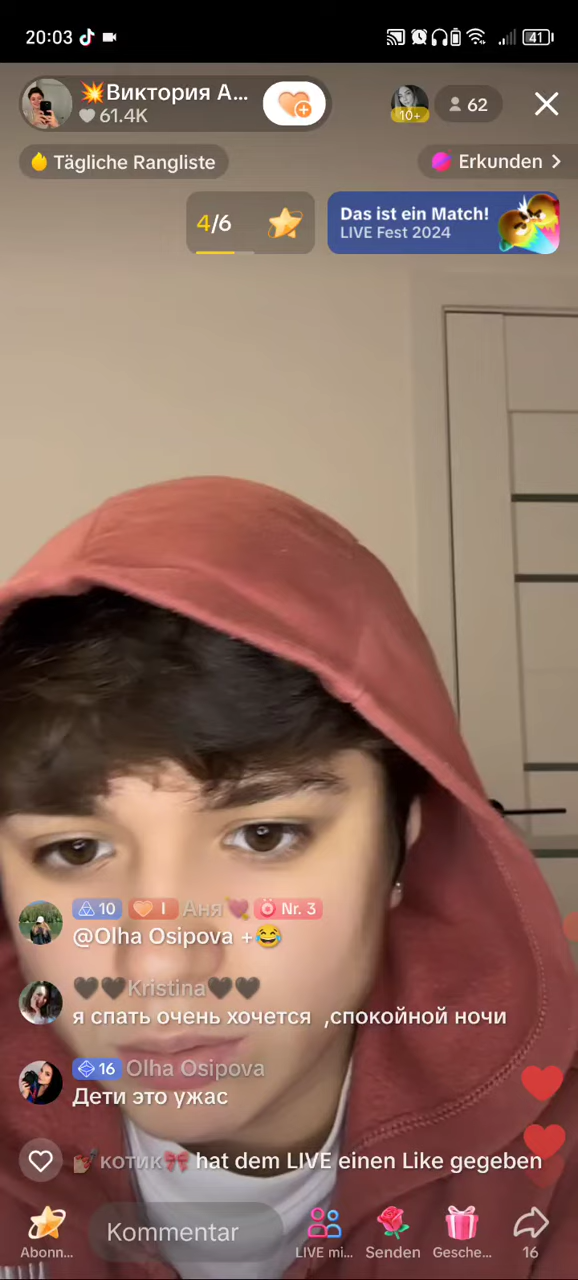 20:03
41
💥Виктория А...
61.4K
10+
62
Tägliche Rangliste
Erkunden
4/6
Das ist ein Match!
LIVE Fest 2024
10 I Аня💘 Nr. 3
@Olha Osipova +😂
🖤🖤Kristina🖤🖤
я спать очень хочется ,спокойной ночи
16 Olha Osipova
Дети это ужас
💅котик🎀 hat dem LIVE einen Like gegeben
Kommentar
Abonn...
LIVE mi...
Senden
Gesche...
16